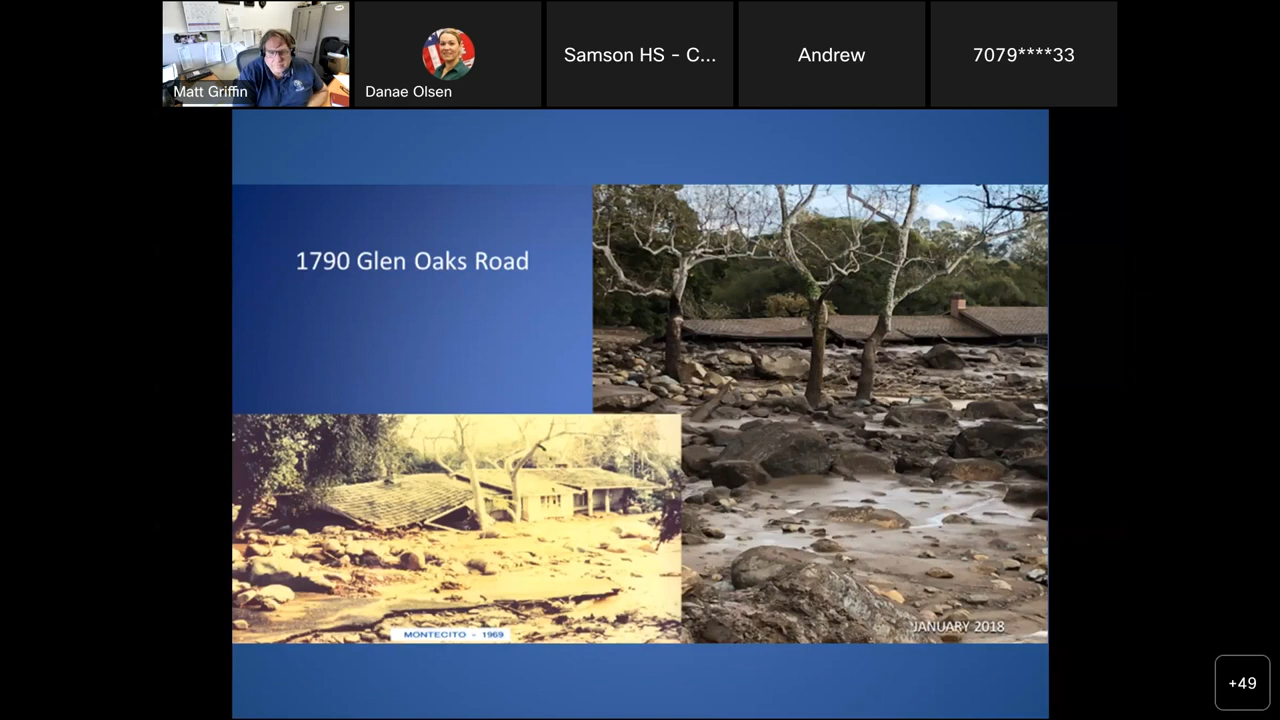 Matt Griffin
Danae Olsen
Samson HS - C...
Andrew
7079****33
1790 Glen Oaks Road
MONTECITO - 1969
JANUARY 2018
+49